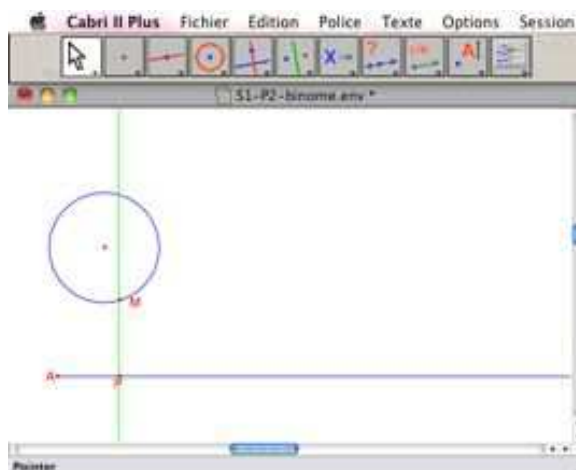 Cabri II Plus Fichier Edition Police Texte Options Session
S1-P2-binome.env *
M
A
Pointer